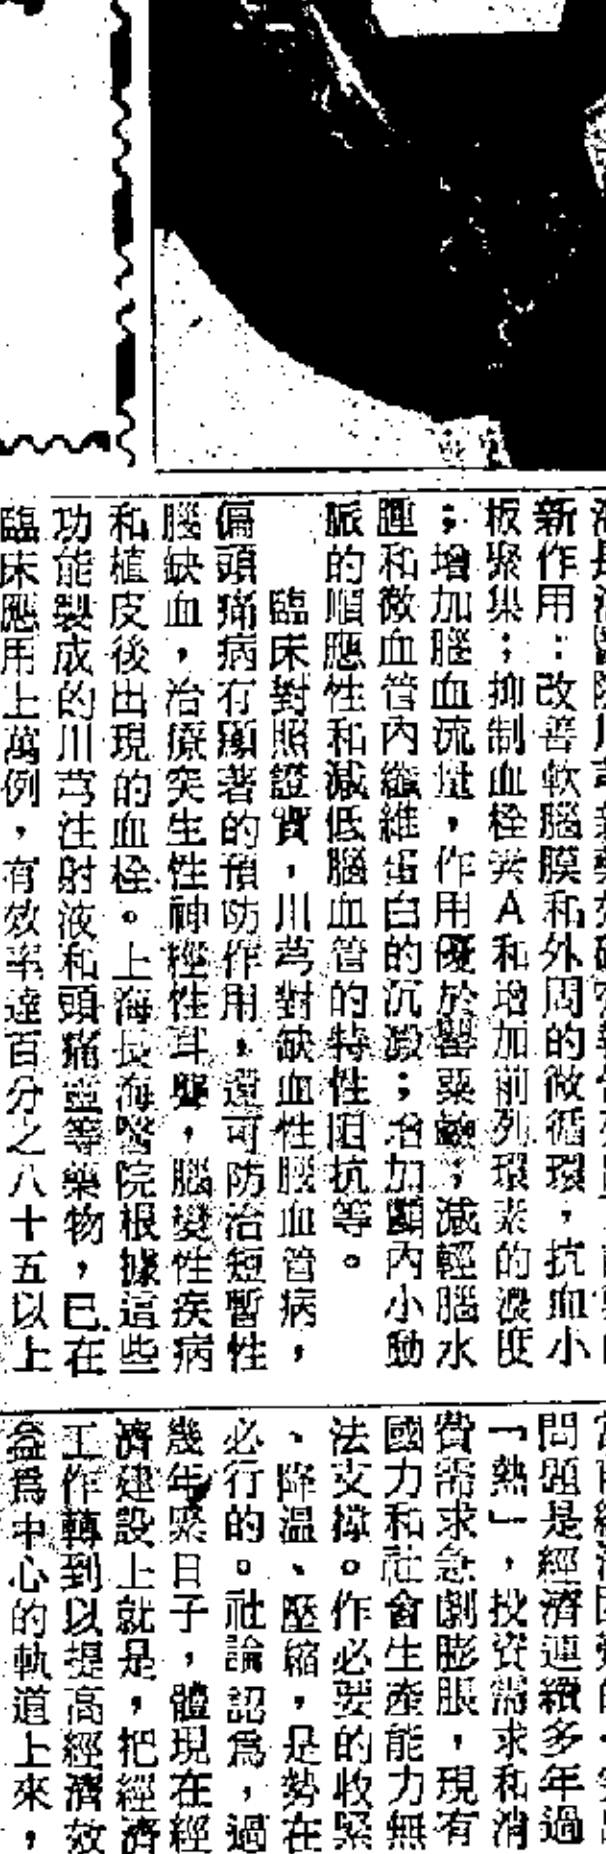 新作用：改善軟腦膜和外周的微循環，抗血小
板聚集；抑制血栓 A和增加前列環素的濃度
；增加腦血流量，作用優於罌粟鹼；減輕腦水
腫和微血管內纖維蛋白的沉澱；增加顱內小動
脈的順應性和減低腦血管的特性阻抗等。
臨床對照證實，川芎對缺血性腦血管病，
偏頭痛病有顯著的預防作用，還可防治短暫性
腦缺血，治療突生性神經性耳聾，腦變性疾病
和植皮後出現的血栓。上海長海醫院根據這些
功能製成的川芎注射液和頭痛 等藥物，已在
臨床應用上萬例，有效率達百分之八十五以上
問題是經濟連續多年過
「熱」，投資需求和消
費需求急劇膨脹，現有
國力和社會生產能力無
法支撐。作必要的收緊
、降溫、壓縮，是勢在
必行的。社論認爲，過
幾年緊日子，體現在經
濟建設上就是，把經濟
工作轉到以提高經濟效
益爲中心的軌道上來，